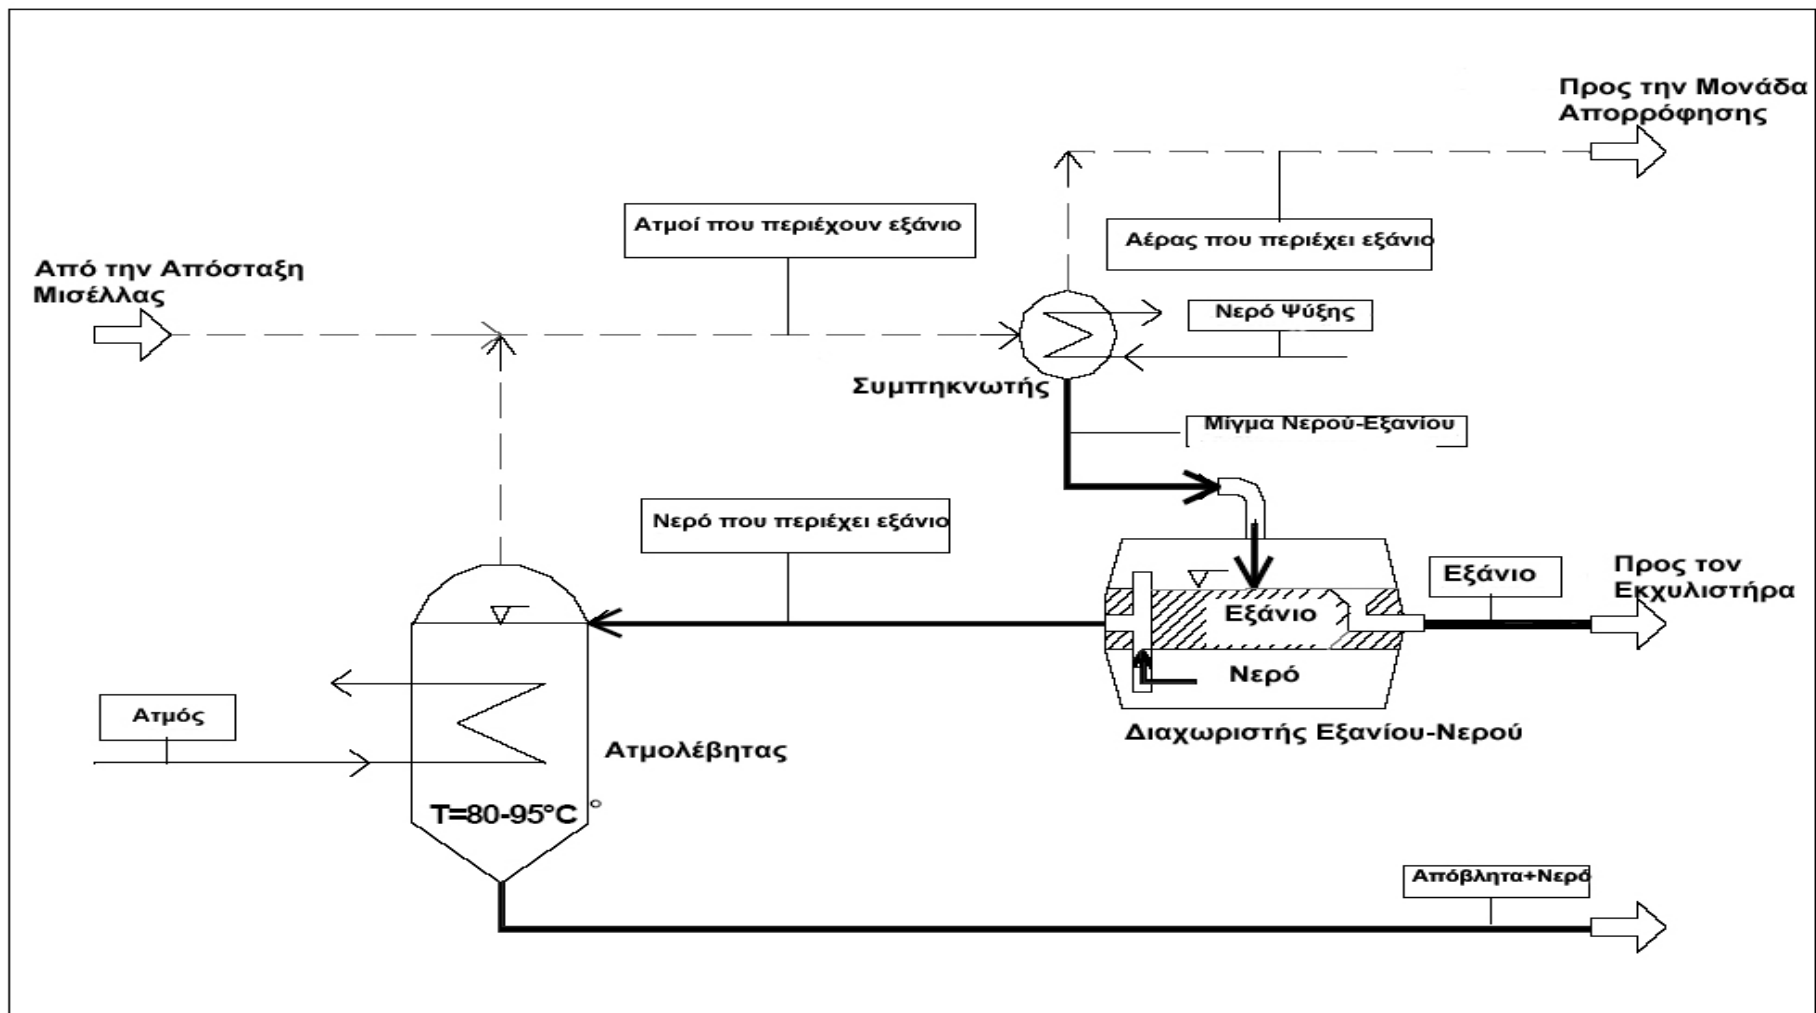 Προς την Μονάδα
Απορρόφησης
Ατμοί που περιέχουν εξάνιο
Αέρας που περιέχει εξάνιο
Από την Απόσταξη
Μισέλλας
Νερό Ψύξης
Συμπηκνωτής
Μίγμα Νερού-Εξανίου
Νερό που περιέχει εξάνιο
Εξάνιο
Προς τον
Εκχυλιστήρα
Εξάνιο
Νερό
Ατμός
Διαχωριστής Εξανίου-Νερού
Ατμολέβητας
T=80-95°C °
Απόβλητα+Νερό